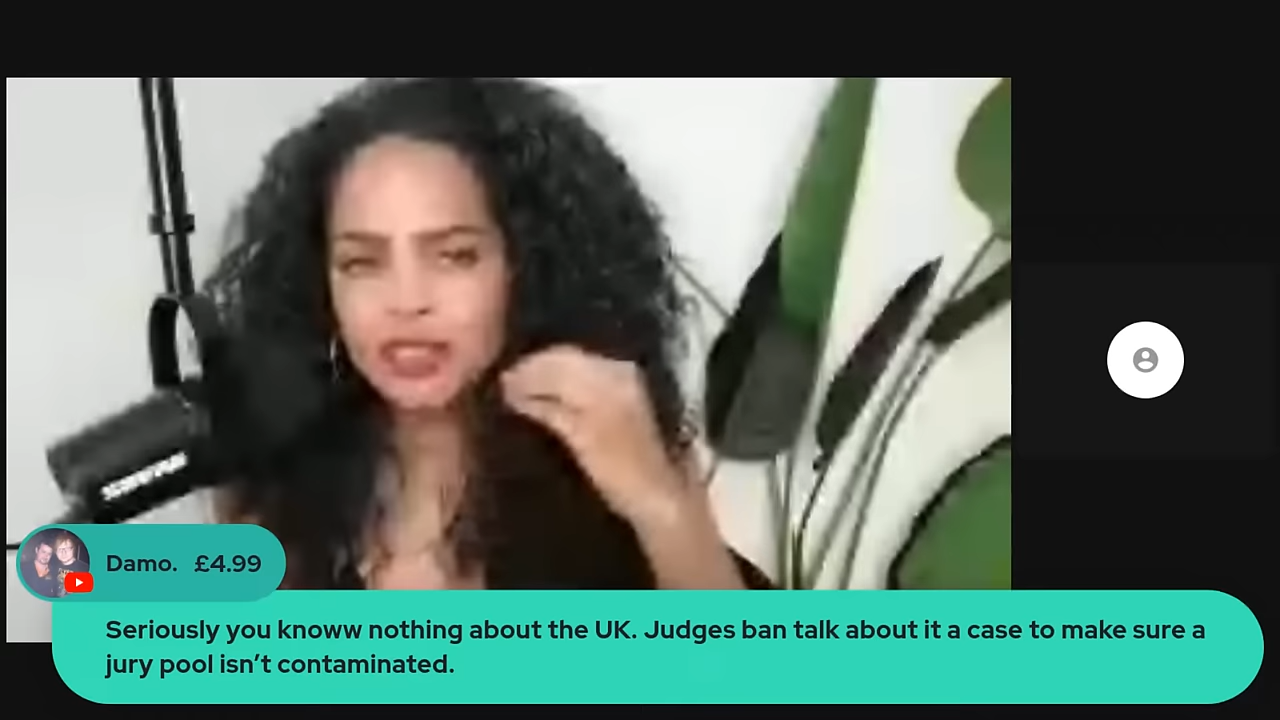 Damo. £4.99
Seriously you knoww nothing about the UK. Judges ban talk about it a case to make sure a
jury pool isn't contaminated.